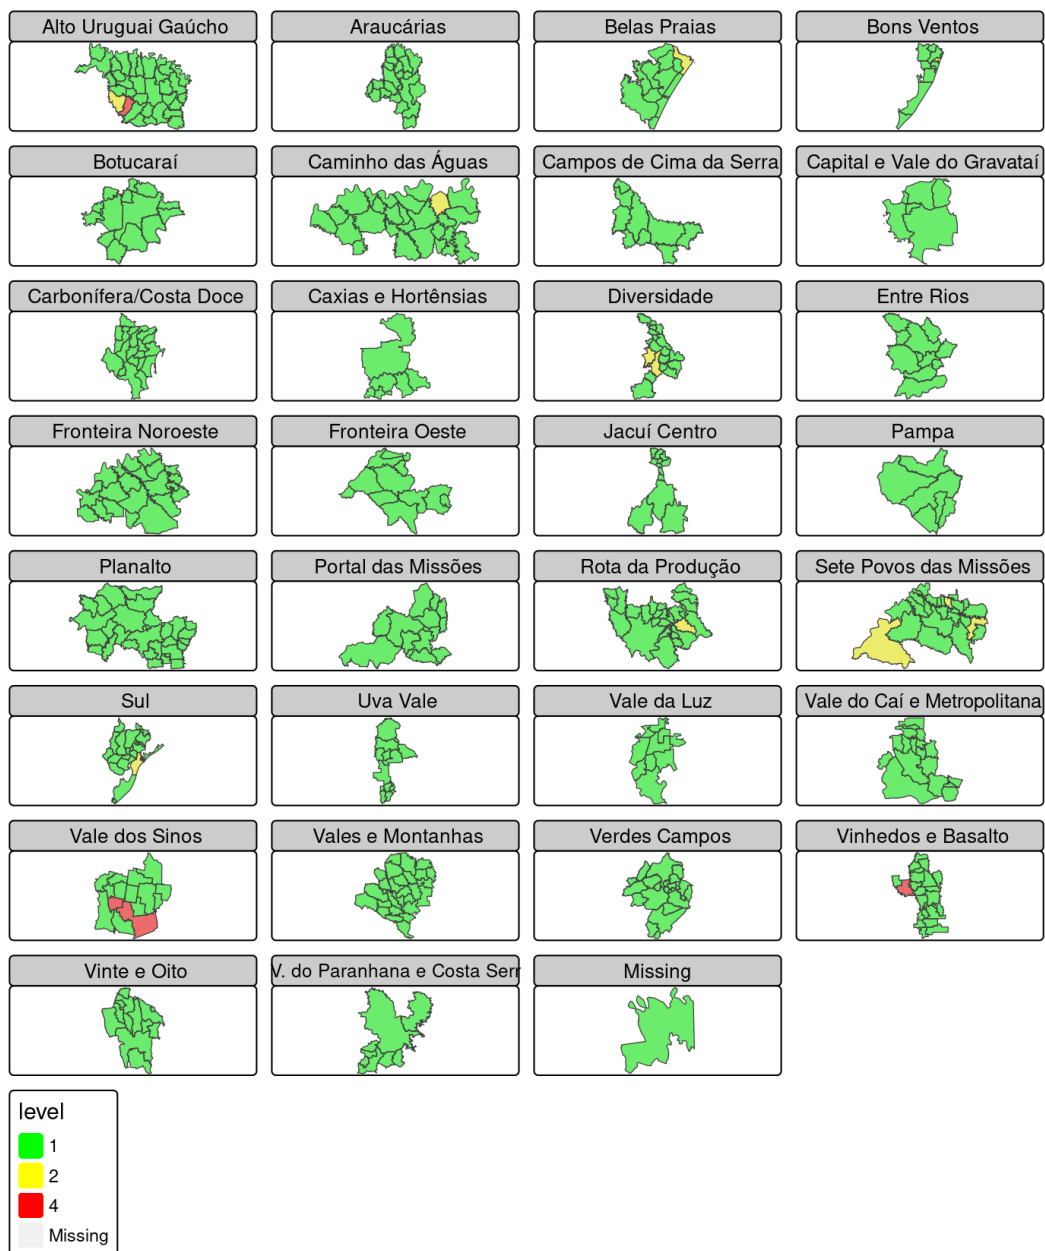 Alto Uruguai Gaúcho
Araucárias
Belas Praias
Bons Ventos
Botucaraí
Caminho das Águas
Campos de Cima da Serra
Capital e Vale do Gravataí
Carbonífera/Costa Doce
Caxias e Hortênsias
Diversidade
Entre Rios
Fronteira Noroeste
Fronteira Oeste
Jacuí Centro
Pampa
Planalto
Portal das Missões
Rota da Produção
Sete Povos das Missões
Sul
Uva Vale
Vale da Luz
Vale do Caí e Metropolitana
Vale dos Sinos
Vales e Montanhas
Verdes Campos
Vinhedos e Basalto
Vinte e Oito
V. do Paranhana e Costa Serr
Missing
level
1
2
4
Missing